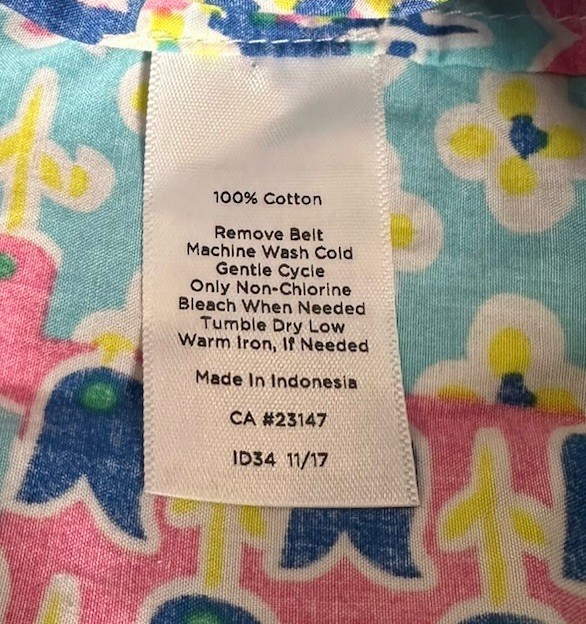 100% Cotton
Remove Belt
Machine Wash Cold
Gentle Cycle
Only Non-Chlorine
Bleach When Needed
Tumble Dry Low
Warm Iron, If Needed
Made In Indonesia
CA #23147
ID34 11/17